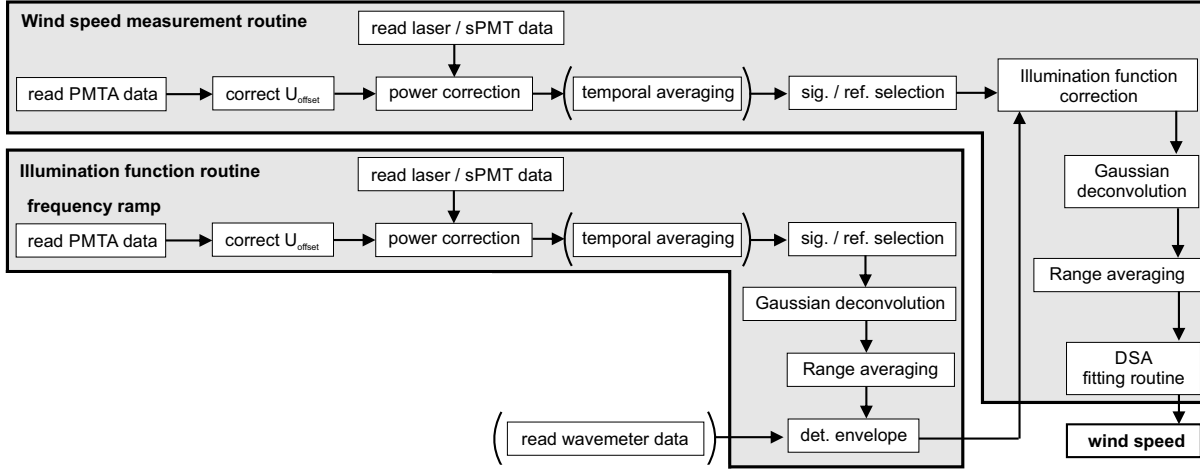 Wind speed measurement routine
read laser / sPMT data
read PMTA data
correct Uoffset
power correction
(temporal averaging)
sig. / ref. selection
Illumination function
correction
Gaussian
deconvolution
Range averaging
DSA
fitting routine
wind speed
Illumination function routine
frequency ramp
read laser / sPMT data
read PMTA data
correct Uoffset
power correction
(temporal averaging)
sig. / ref. selection
Gaussian deconvolution
Range averaging
(read wavemeter data)
det. envelope